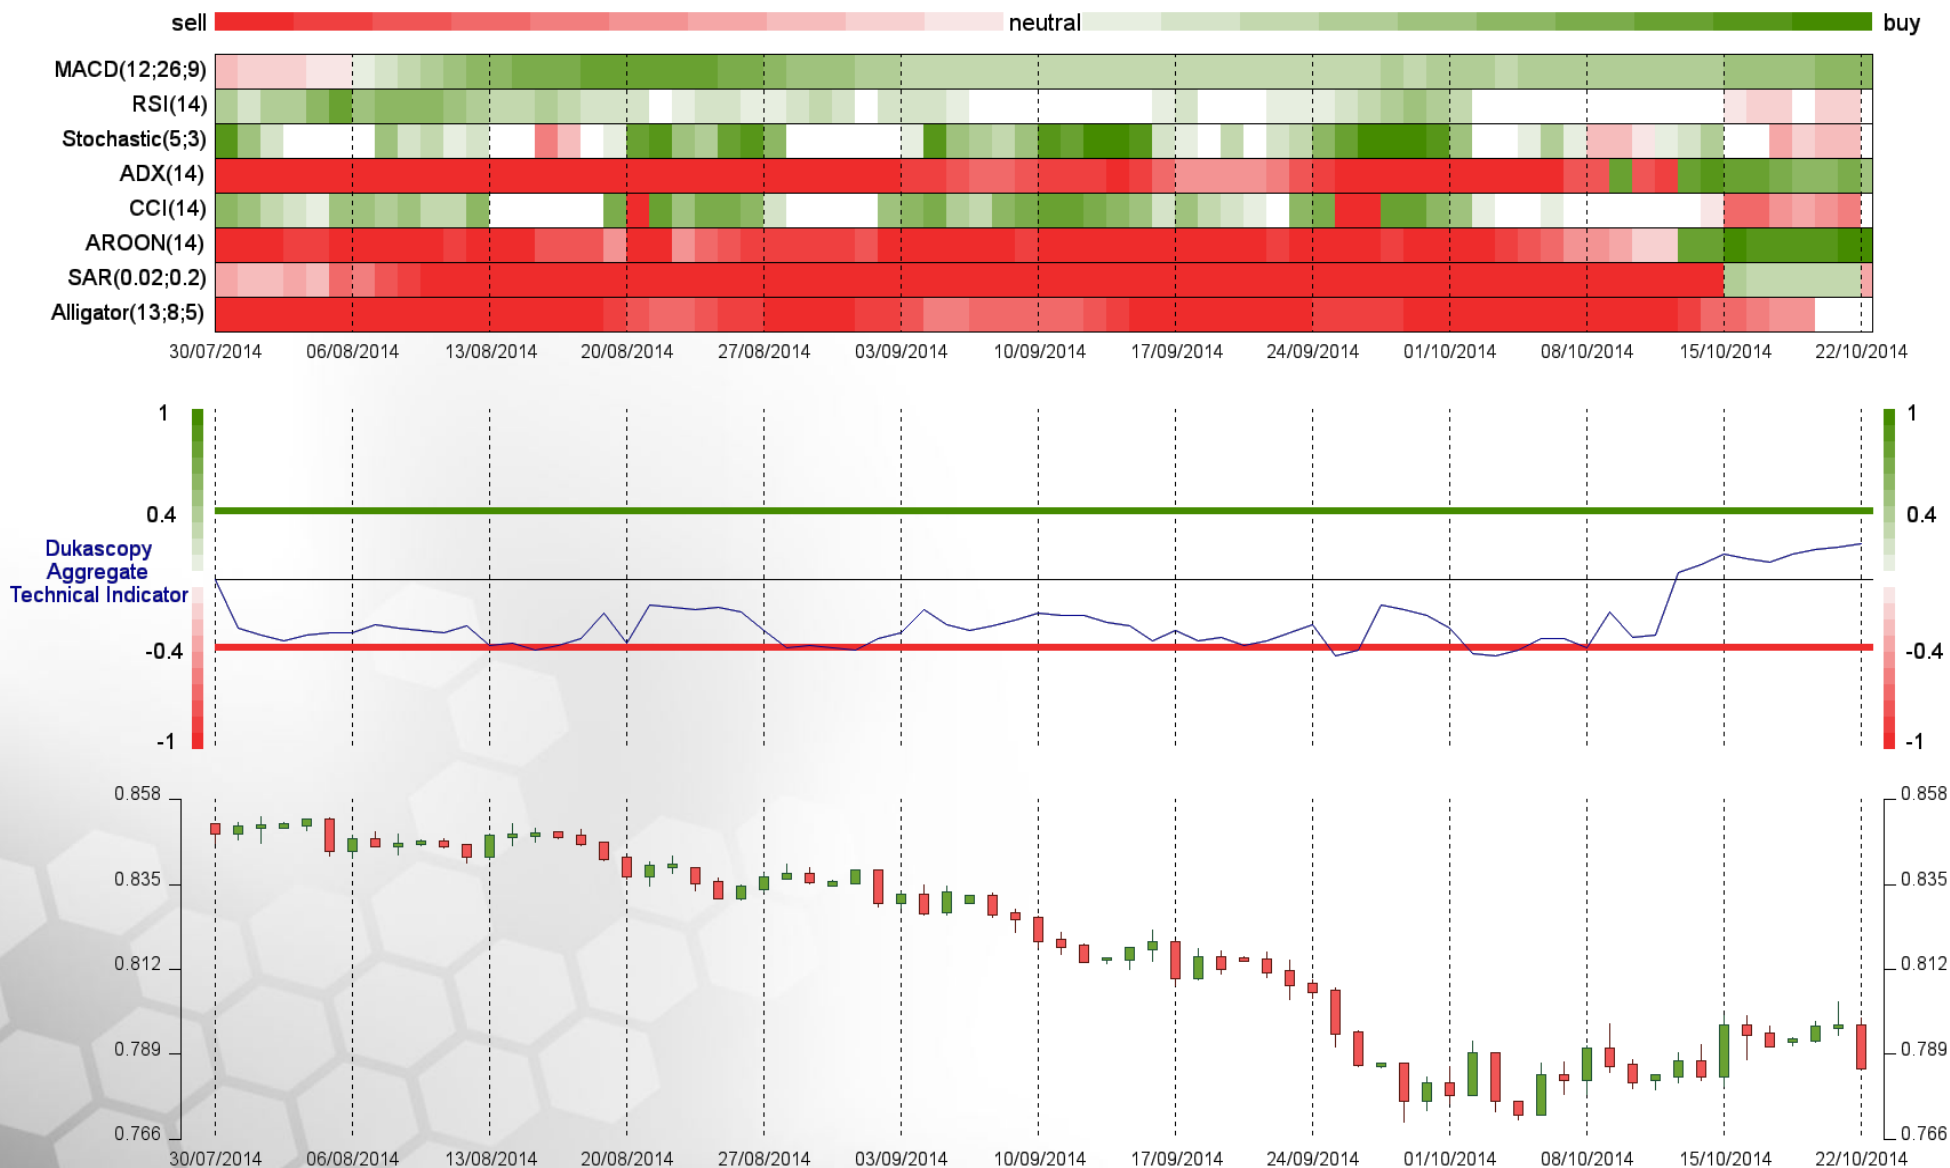 sell neutral buy
MACD(12;26;9)
RSI(14)
Stochastic(5;3)
ADX(14)
CCI(14)
AROON(14)
SAR(0.02;0.2)
Alligator(13;8;5)
30/07/2014 06/08/2014 13/08/2014 20/08/2014 27/08/2014 03/09/2014 10/09/2014 17/09/2014 24/09/2014 01/10/2014 08/10/2014 15/10/2014 22/10/2014
1 1
0.4 0.4
Dukascopy
Aggregate
Technical Indicator
-0.4 -0.4
-1 -1
0.858 0.858
0.835 0.835
0.812 0.812
0.789 0.789
0.766 0.766
30/07/2014 06/08/2014 13/08/2014 20/08/2014 27/08/2014 03/09/2014 10/09/2014 17/09/2014 24/09/2014 01/10/2014 08/10/2014 15/10/2014 22/10/2014